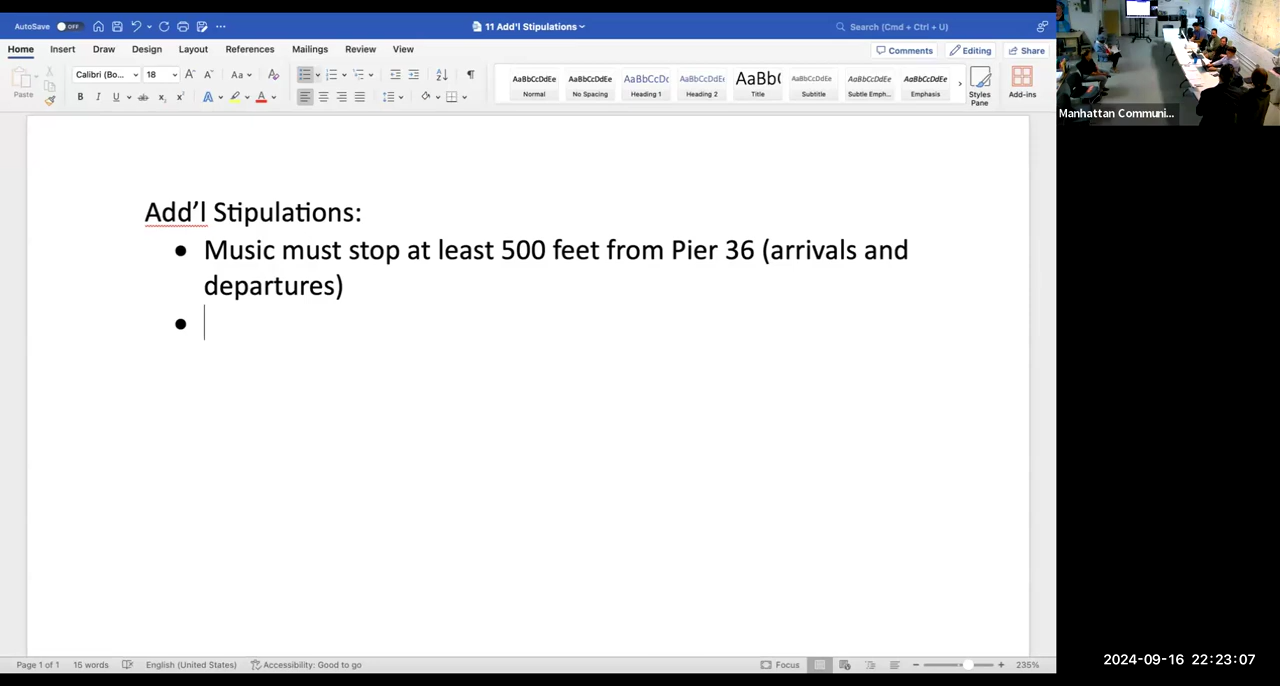 AutoSave OFF
11 Add'l Stipulations
Search (Cmd + Ctrl + U)
Home Insert Draw Design Layout References Mailings Review View
Comments Editing Share
Paste
Calibri (Bo... 18
AaBbCcDdEe AaBbCcDdEe AaBbCcDc AaBbCcDdEe AaBb( AaBbCcDdEe AaBbCcDdEe AaBbCcDdEe
Normal No Spacing Heading 1 Heading 2 Title Subtitle Subtle Emph... Emphasis
Styles Pane
Add-ins
Manhattan Communi...
Add'l Stipulations:
• Music must stop at least 500 feet from Pier 36 (arrivals and
departures)
•
Page 1 of 1 15 words English (United States) Accessibility: Good to go
Focus 235%
2024-09-16 22:23:07